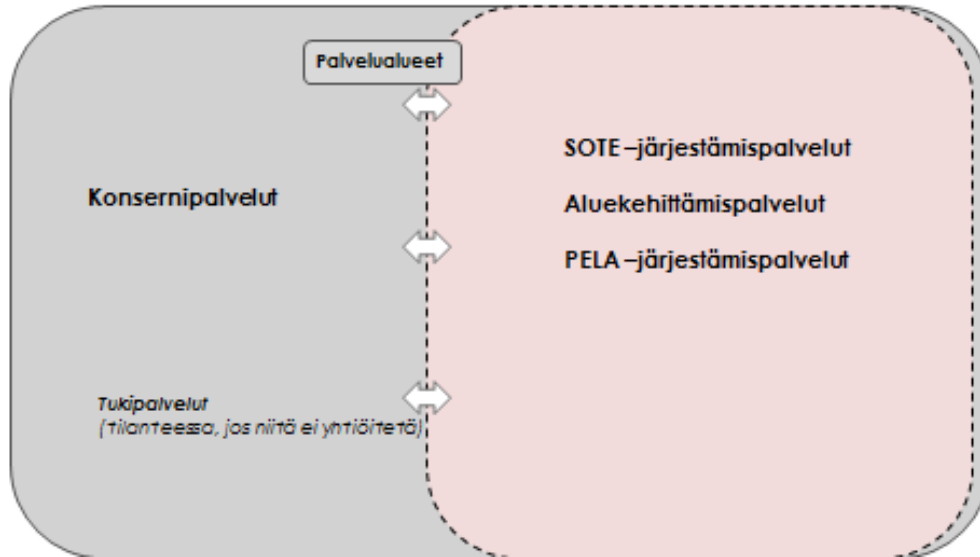 Palvelualueet
SOTE –järjestämispalvelut
Konsernipalvelut
Aluekehittämispalvelut
PELA –järjestämispalvelut
Tukipalvelut
(tilanteessa, jos niitä ei yhtiöitetä)